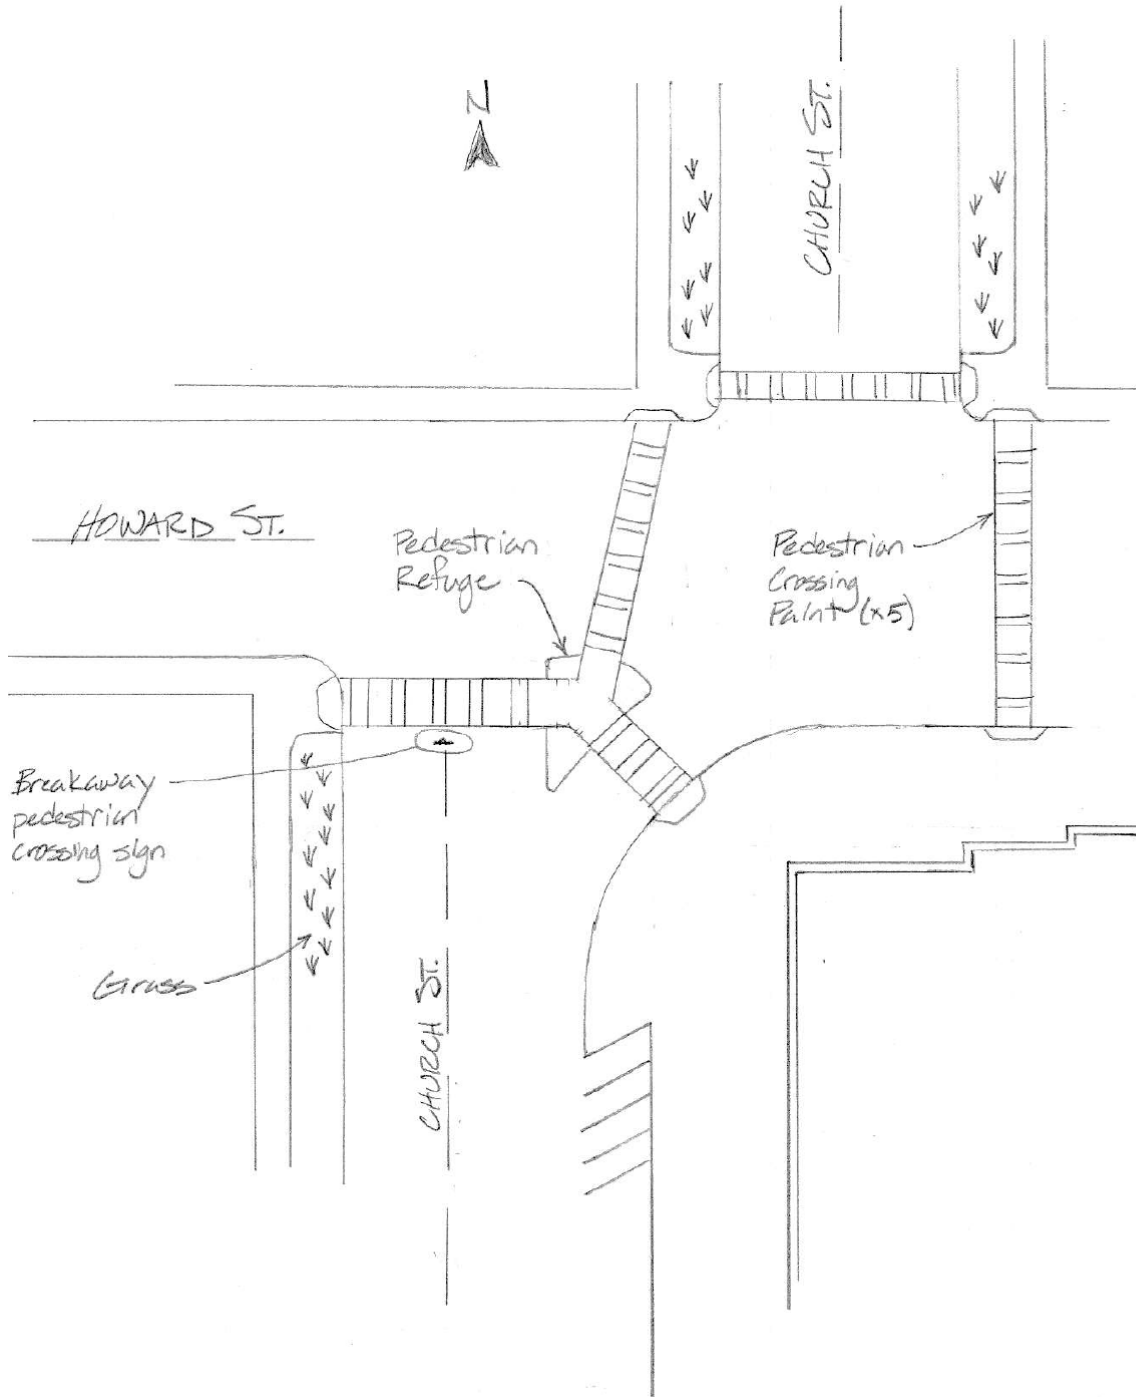 N
CHURCH ST.
HOWARD ST.
Pedestrian
Refuge
Pedestrian
Crossing
Paint (x5)
Breakaway
pedestrian
crossing sign
Grass
CHURCH ST.